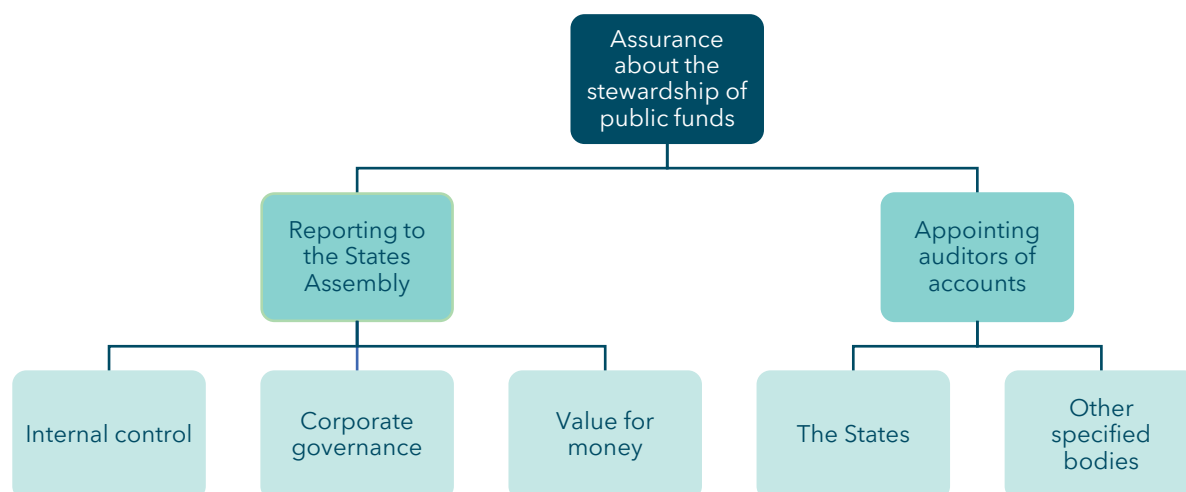 Assurance
about the
stewardship of
public funds
Reporting to
the States
Assembly
Appointing
auditors of
accounts
Internal control
Corporate
governance
Value for
money
The States
Other
specified
bodies